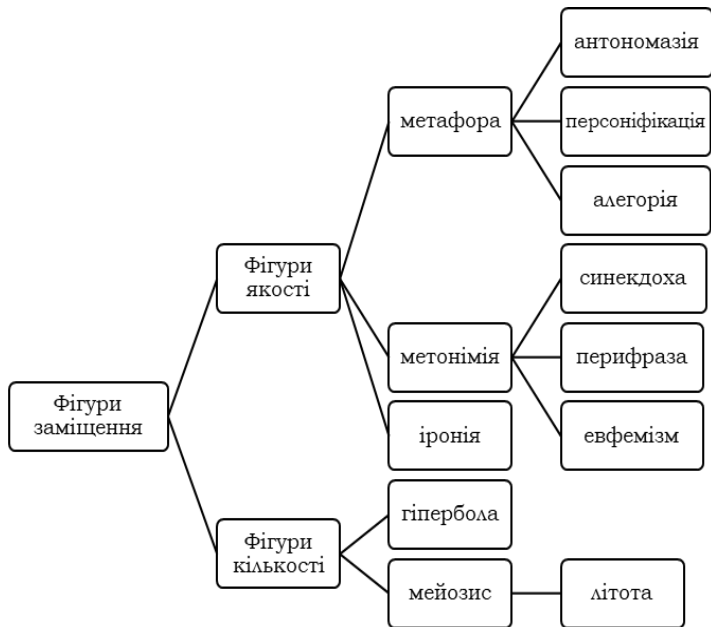 антономазія
метафора
персоніфікація
алегорія
Фігури
якості
синекдоха
метонімія
перифраза
Фігури
заміщення
іронія
евфемізм
гіпербола
Фігури
кількості
мейозис
літота